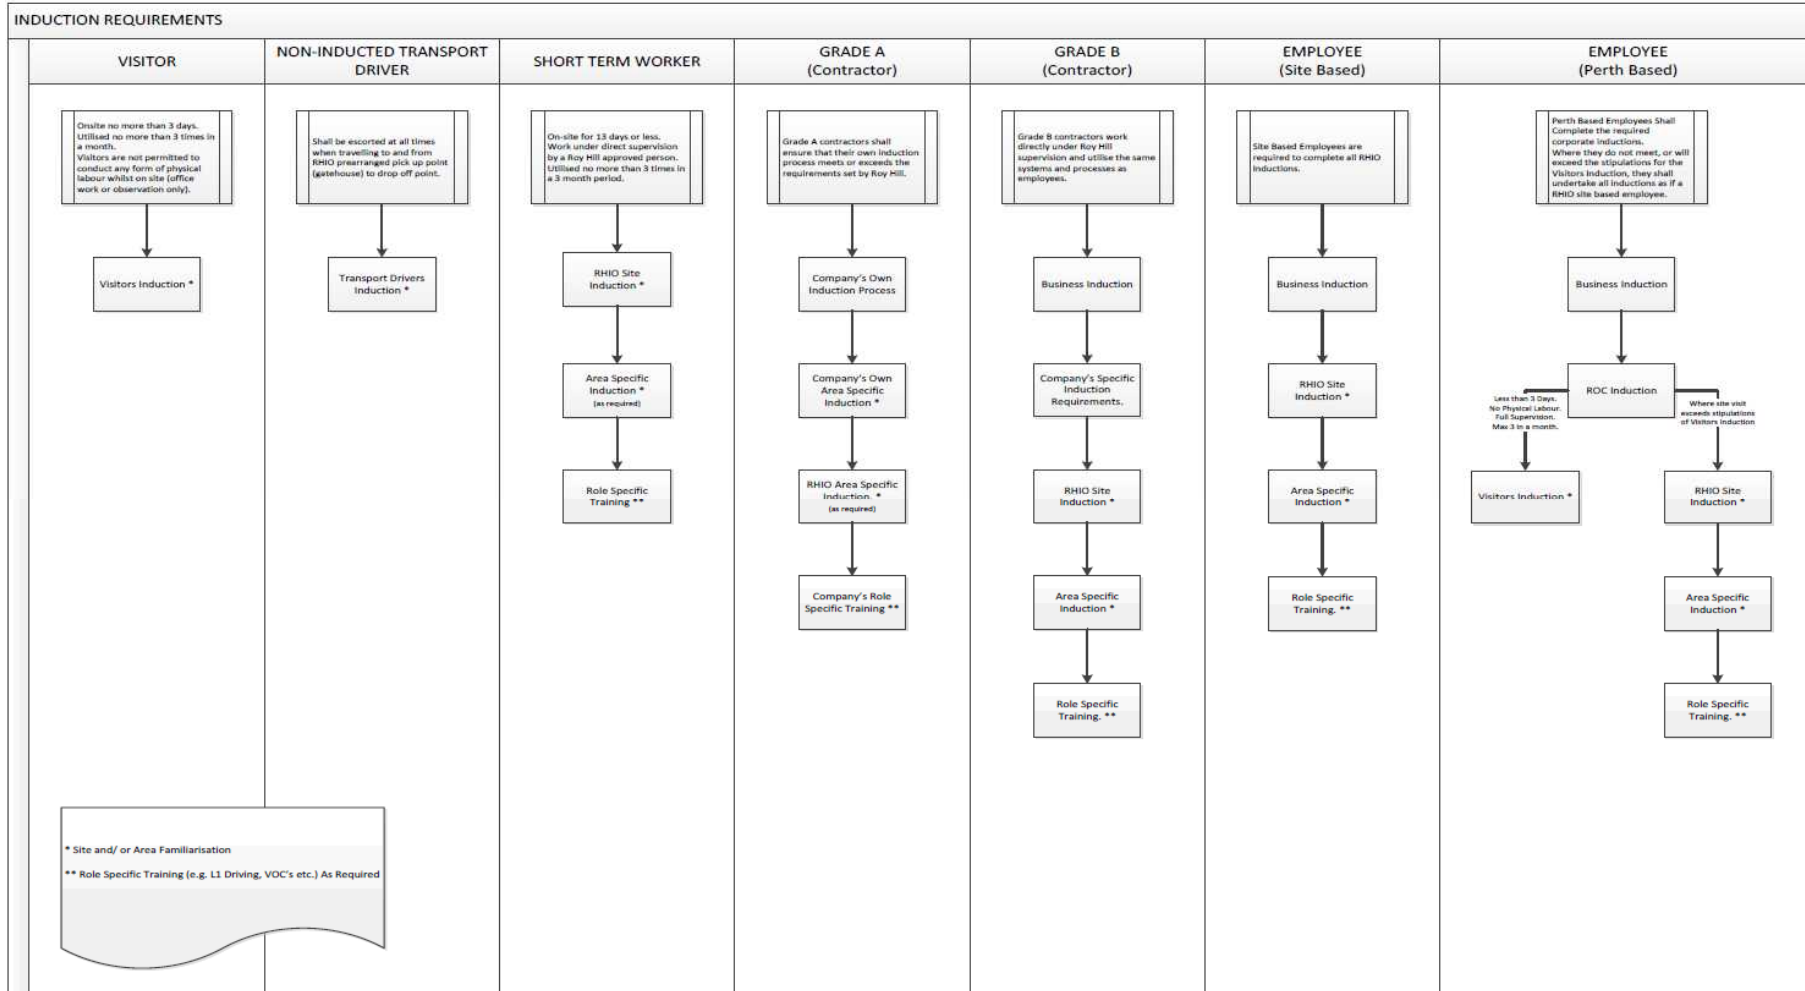 INDUCTION REQUIREMENTS
VISITOR
Onsite no more than 3 days.
Utilised no more than 3 times in
a month.
Visitors are not permitted to
conduct any form of physical
labour whilst on site (office
work or observation only).
Visitors Induction *
NON-INDUCTED TRANSPORT
DRIVER
Shall be escorted at all times
when travelling to and from
RHIO prearranged pick up point
(gatehouse) to drop off point.
Transport Drivers
Induction *
SHORT TERM WORKER
On-site for 13 days or less.
Work under direct supervision
by a Roy Hill approved person.
Utilised no more than 3 times in
a 3 month period.
RHIO Site
Induction *
Area Specific
Induction *
(as required)
Role Specific
Training **
GRADE A
(Contractor)
Grade A contractors shall
ensure that their own induction
process meets or exceeds the
requirements set by Roy Hill.
Company's Own
Induction Process
Company's Own
Area Specific
Induction *
RHIO Area Specific
Induction. *
(as required)
Company's Role
Specific Training **
GRADE B
(Contractor)
Grade B contractors work
directly under Roy Hill
supervision and utilise the same
systems and processes as
employees.
Business Induction
Company's Specific
Induction
Requirements.
RHIO Site
Induction *
Area Specific
Induction *
Role Specific
Training. **
EMPLOYEE
(Site Based)
Site Based Employees are
required to complete all RHIO
Inductions.
Business Induction
RHIO Site
Induction *
Area Specific
Induction *
Role Specific
Training. **
EMPLOYEE
(Perth Based)
Perth Based Employees Shall
Complete the required
corporate inductions.
Where they do not meet, or will
exceed the stipulations for the
Visitors Induction, they shall
undertake all inductions as if a
RHIO site based employee.
Business Induction
ROC Induction
Less than 3 Days.
No Physical Labour.
Full Supervision.
Max 3 in a month.
Where site visit
exceeds stipulations
of Visitors Induction
Visitors Induction *
RHIO Site
Induction *
Area Specific
Induction *
Role Specific
Training. **
* Site and/ or Area Familiarisation
** Role Specific Training (e.g. L1 Driving, VOC's etc.) As Required